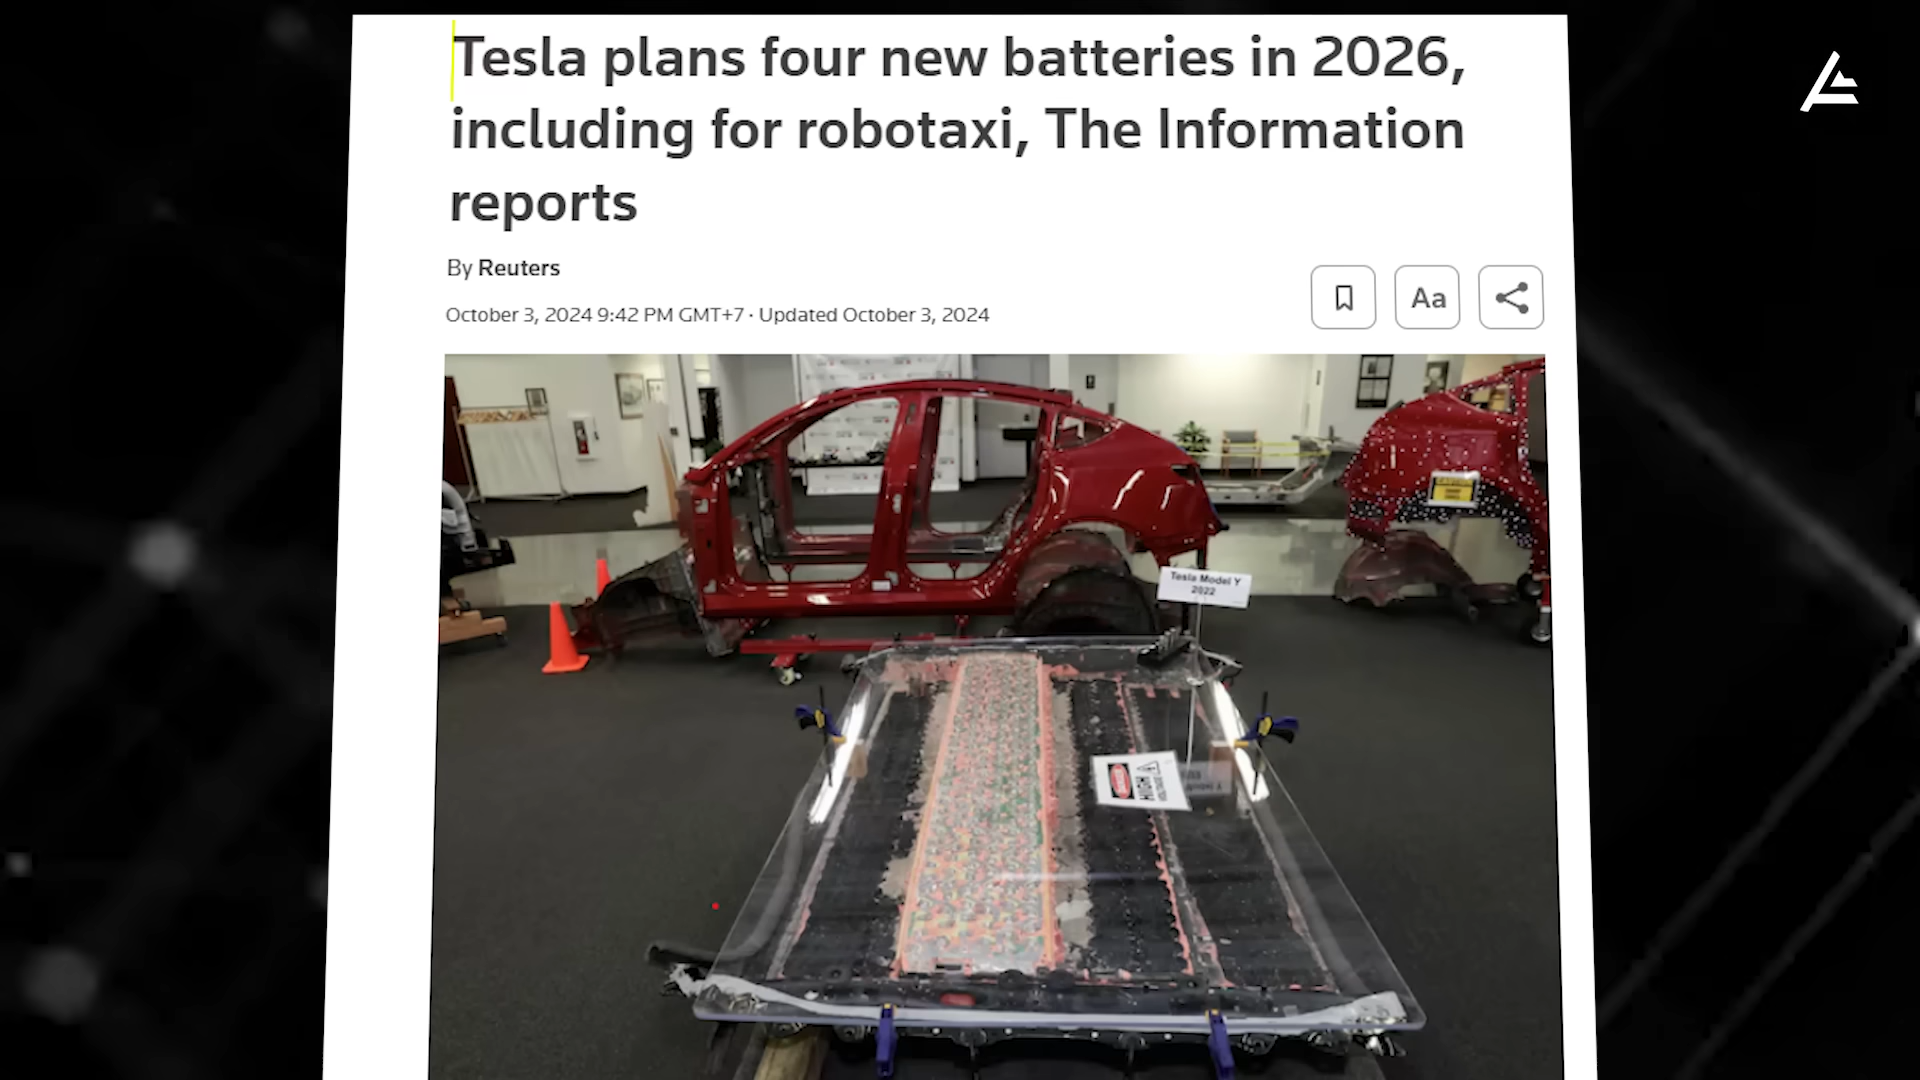 Tesla plans four new batteries in 2026,
including for robotaxi, The Information
reports
By Reuters
October 3, 2024 9:42 PM GMT+7 · Updated October 3, 2024
Aa
Tesla Model Y
2022
HIGH